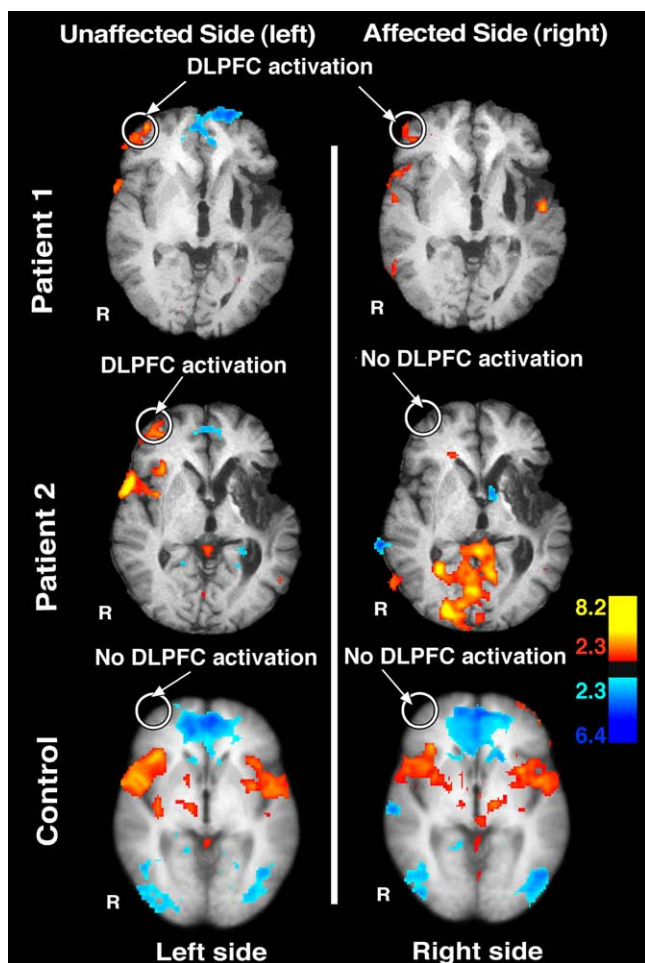 Unaffected Side (left) Affected Side (right)
DLPFC activation
Patient 1
R R
DLPFC activation No DLPFC activation
Patient 2
R R
8.2
2.3
2.3
6.4
No DLPFC activation No DLPFC activation
Control
R R
Left side Right side